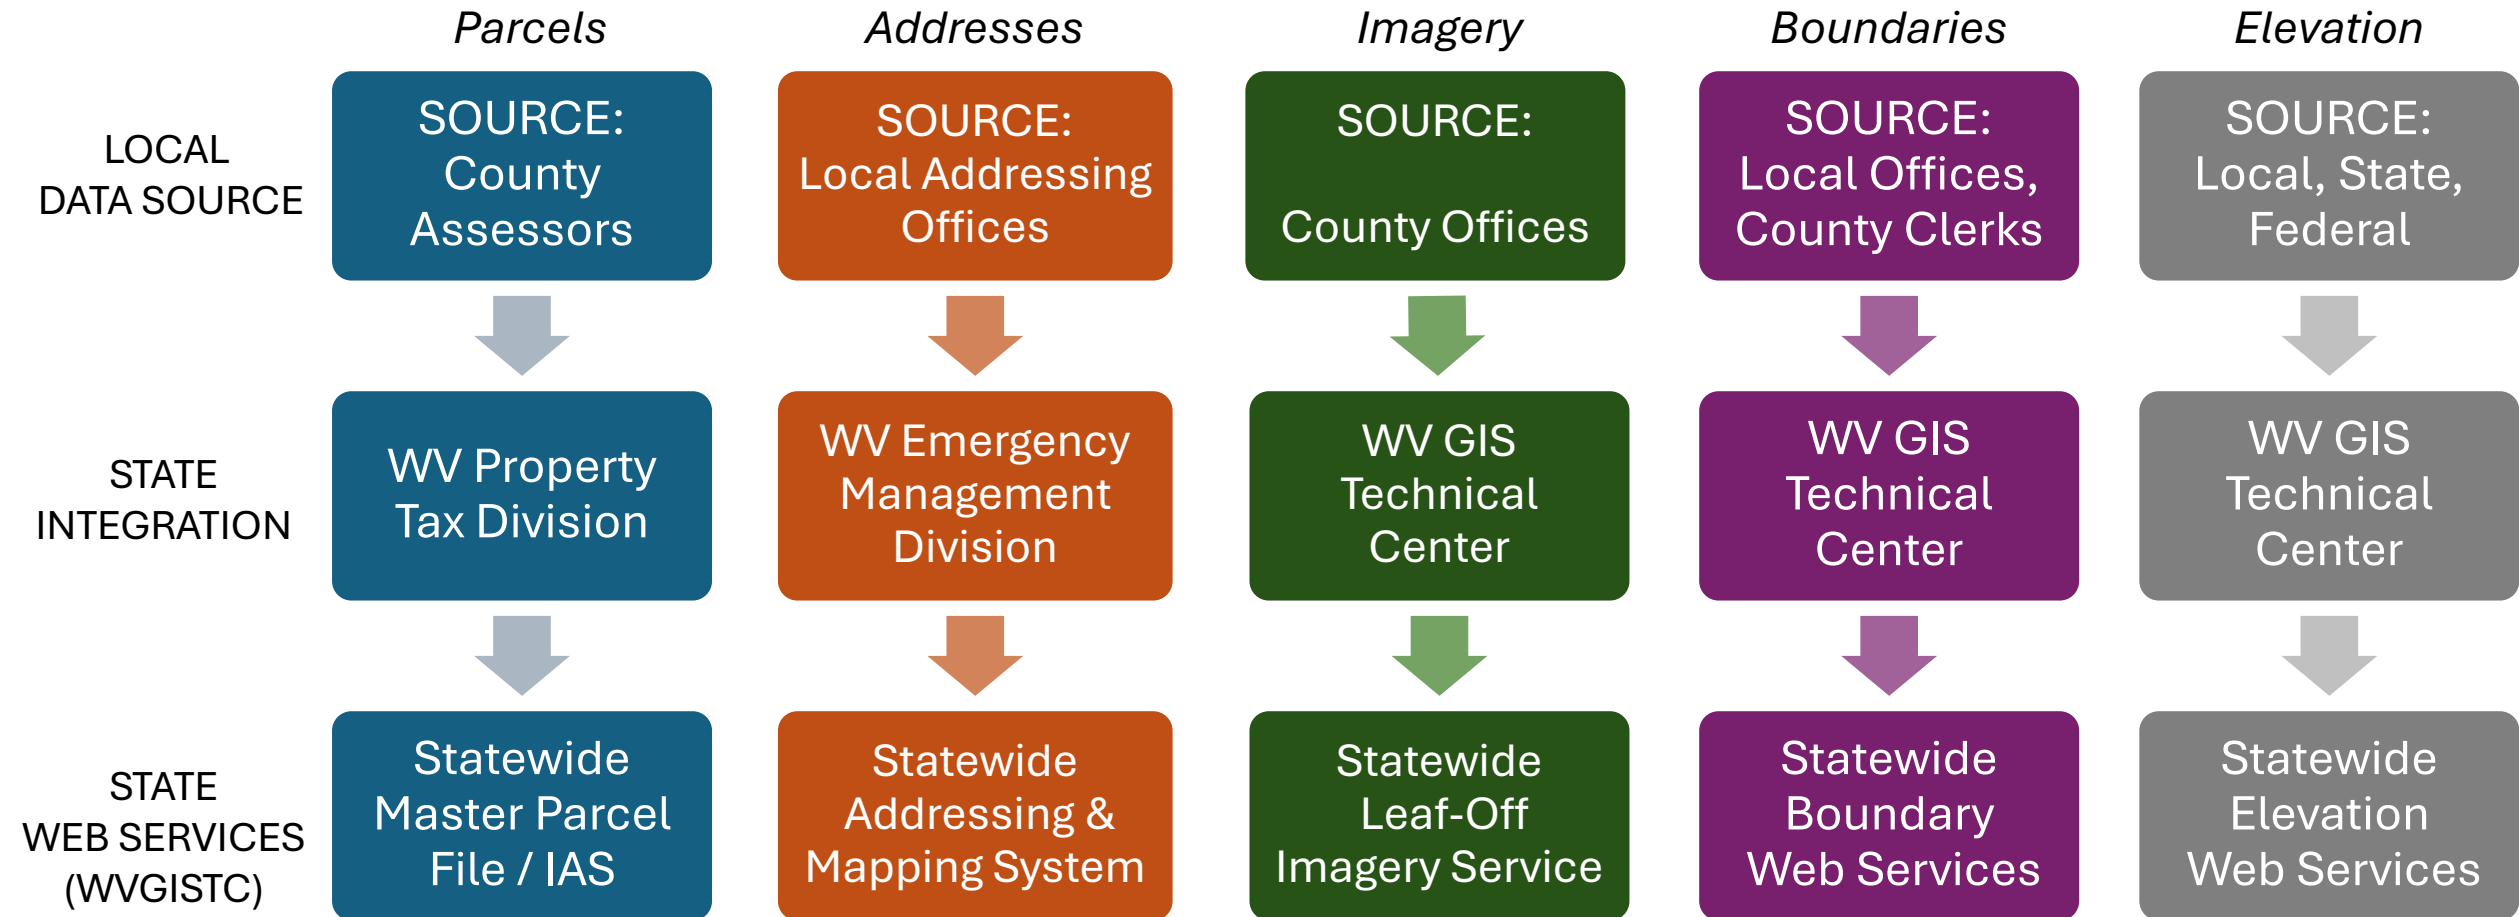 Parcels
Addresses
Imagery
Boundaries
Elevation
LOCAL
DATA SOURCE
SOURCE:
County
Assessors
SOURCE:
Local Addressing
Offices
SOURCE:
County Offices
SOURCE:
Local Offices,
County Clerks
SOURCE:
Local, State,
Federal
STATE
INTEGRATION
WV Property
Tax Division
WV Emergency
Management
Division
WV GIS
Technical
Center
WV GIS
Technical
Center
WV GIS
Technical
Center
STATE
WEB SERVICES
(WVGISTC)
Statewide
Master Parcel
File / IAS
Statewide
Addressing &
Mapping System
Statewide
Leaf-Off
Imagery Service
Statewide
Boundary
Web Services
Statewide
Elevation
Web Services